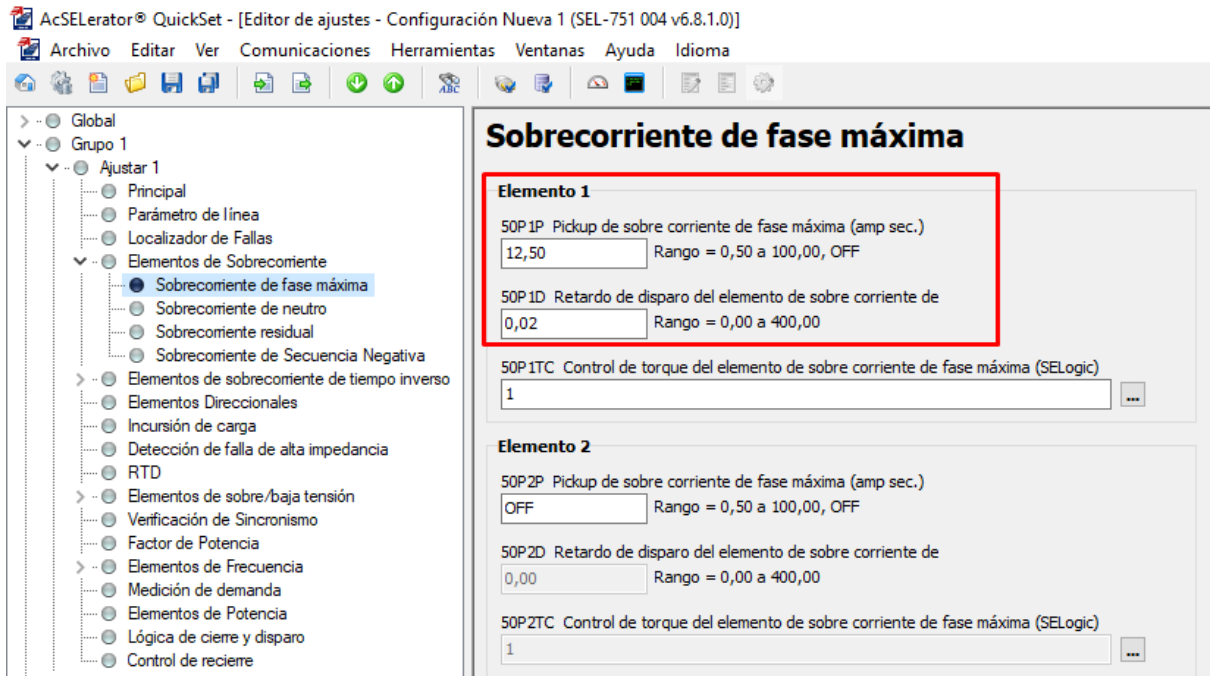 AcSELerator® QuickSet - [Editor de ajustes - Configuración Nueva 1 (SEL-751 004 v6.8.1.0)]
Archivo Editar Ver Comunicaciones Herramientas Ventanas Ayuda Idioma
ABC
Global
Grupo 1
Ajustar 1
Principal
Parámetro de línea
Localizador de Fallas
Elementos de Sobrecorriente
Sobrecorriente de fase máxima
Sobrecorriente de neutro
Sobrecorriente residual
Sobrecorriente de Secuencia Negativa
Elementos de sobrecorriente de tiempo inverso
Elementos Direccionales
Incursión de carga
Detección de falla de alta impedancia
RTD
Elementos de sobre/baja tensión
Verificación de Sincronismo
Factor de Potencia
Elementos de Frecuencia
Medición de demanda
Elementos de Potencia
Lógica de cierre y disparo
Control de recierre
Sobrecorriente de fase máxima
Elemento 1
50P1P Pickup de sobre corriente de fase máxima (amp sec.)
12,50 Rango = 0,50 a 100,00, OFF
50P1D Retardo de disparo del elemento de sobre corriente de
0,02 Rango = 0,00 a 400,00
50P1TC Control de torque del elemento de sobre corriente de fase máxima (SELogic)
1 ...
Elemento 2
50P2P Pickup de sobre corriente de fase máxima (amp sec.)
OFF Rango = 0,50 a 100,00, OFF
50P2D Retardo de disparo del elemento de sobre corriente de
0,00 Rango = 0,00 a 400,00
50P2TC Control de torque del elemento de sobre corriente de fase máxima (SELogic)
1 ...